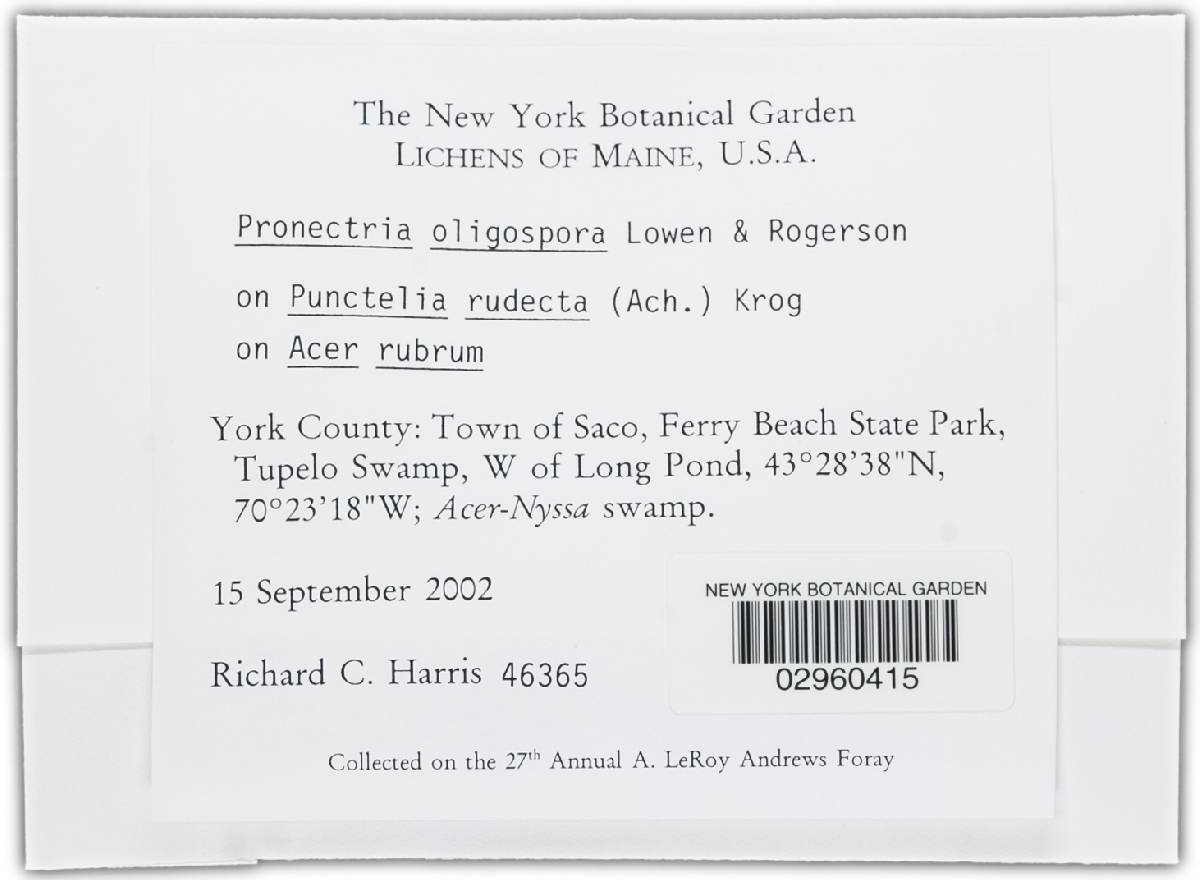 The New York Botanical Garden
LICHENS OF MAINE, U.S.A.
Pronectria oligospora Lowen & Rogerson
on Punctelia rudecta (Ach.) Krog
on Acer rubrum
York County: Town of Saco, Ferry Beach State Park,
Tupelo Swamp, W of Long Pond, 43°28'38"N,
70°23'18"W; Acer-Nyssa swamp.
15 September 2002
Richard C. Harris 46365
NEW YORK BOTANICAL GARDEN
02960415
Collected on the 27th Annual A. LeRoy Andrews Foray